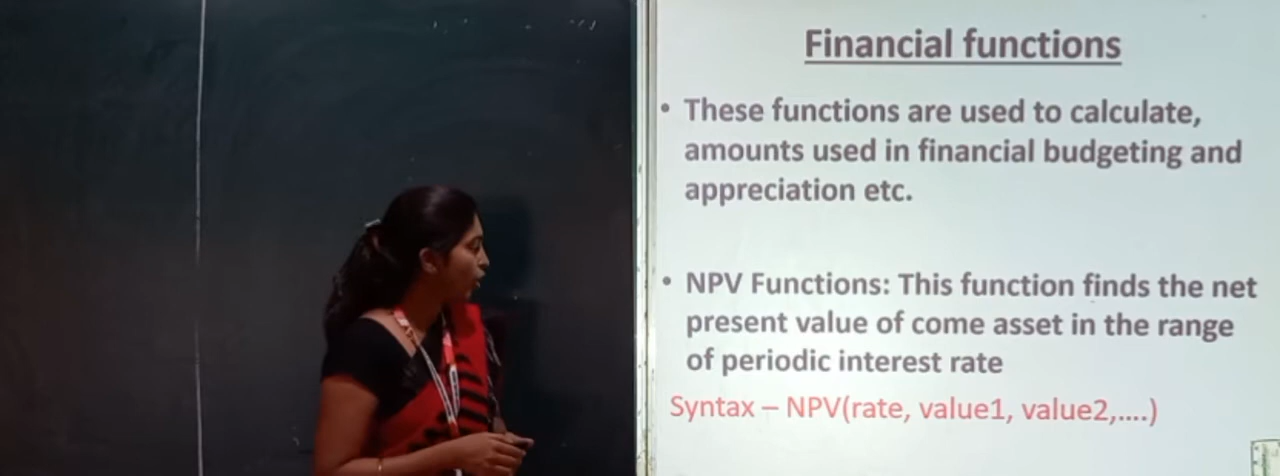 Financial functions
• These functions are used to calculate,
amounts used in financial budgeting and
appreciation etc.
• NPV Functions: This function finds the net
present value of come asset in the range
of periodic interest rate
Syntax – NPV(rate, value1, value2,....)